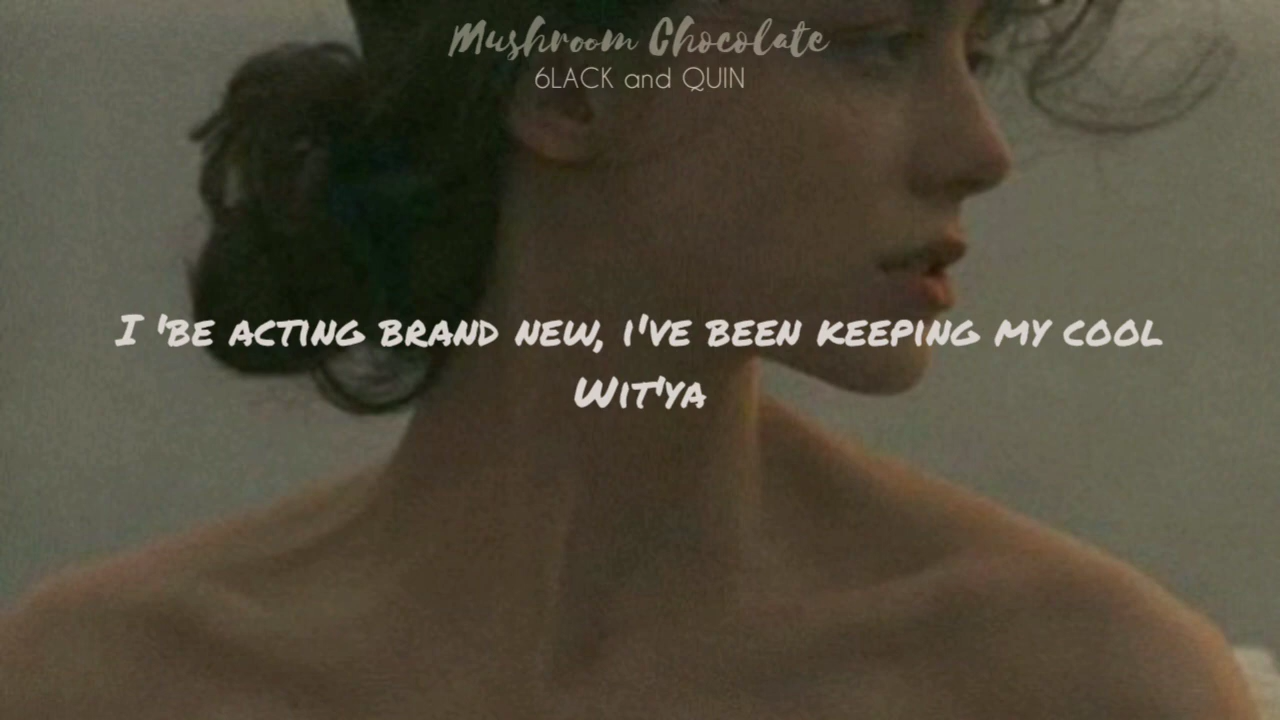 Mushroom Chocolate
6LACK and QUIN
I 'BE ACTING BRAND NEW, I'VE BEEN KEEPING MY COOL
WIT'YA